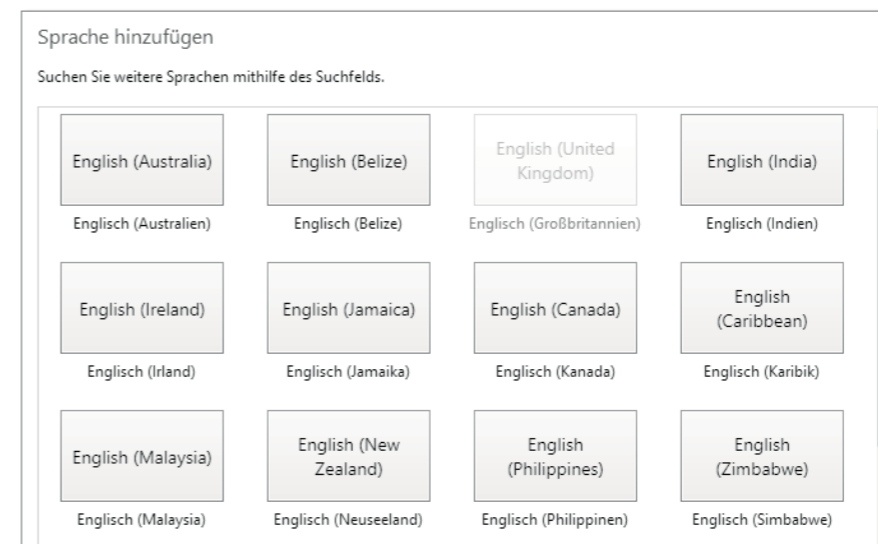 Sprache hinzufügen
Suchen Sie weitere Sprachen mithilfe des Suchfelds.
English (Australia)
Englisch (Australien)
English (Belize)
Englisch (Belize)
English (United
Kingdom)
Englisch (Großbritannien)
English (India)
Englisch (Indien)
English (Ireland)
Englisch (Irland)
English (Jamaica)
Englisch (Jamaika)
English (Canada)
Englisch (Kanada)
English
(Caribbean)
Englisch (Karibik)
English (Malaysia)
Englisch (Malaysia)
English (New
Zealand)
Englisch (Neuseeland)
English
(Philippines)
Englisch (Philippinen)
English
(Zimbabwe)
Englisch (Simbabwe)